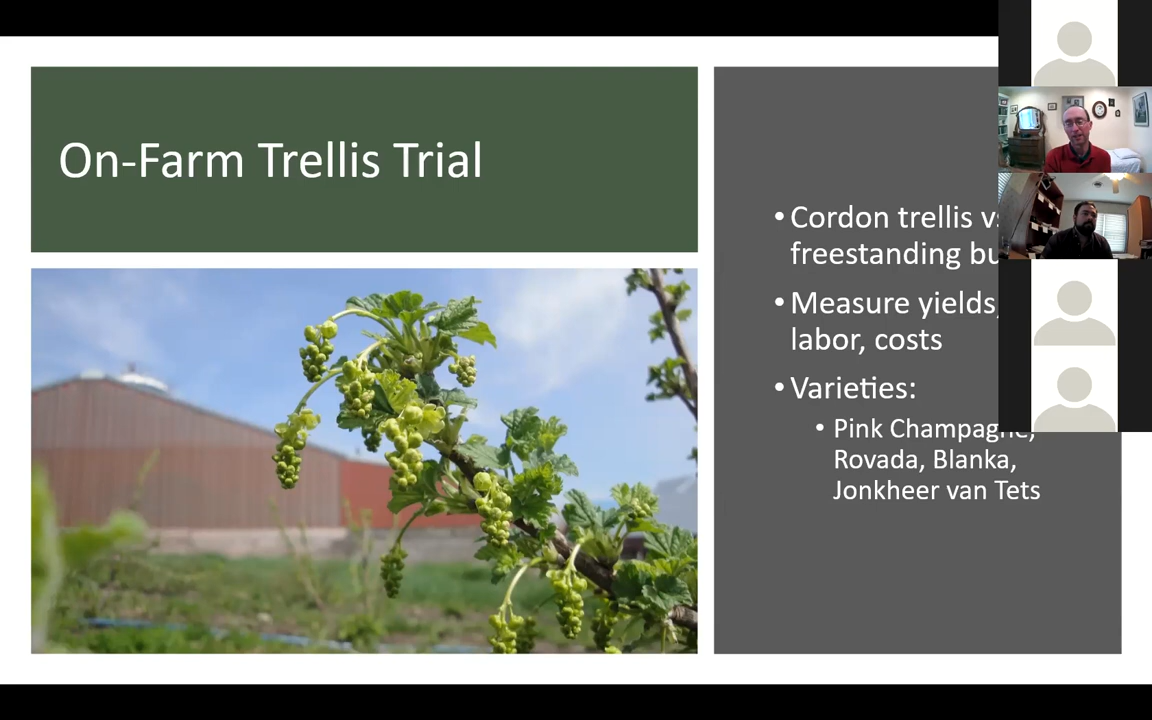 On-Farm Trellis Trial
• Cordon trellis
freestanding
• Measure yields,
labor, costs
• Varieties:
• Pink Champagne,
Rovada, Blanka,
Jonkheer van Tets